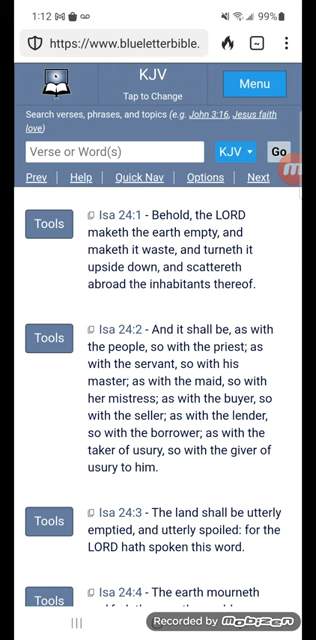 1:12
99%
https://www.blueletterbible.
KJV
Tap to Change
Menu
Search verses, phrases, and topics (e.g. John 3:16, Jesus faith
love)
Verse or Word(s)
KJV
Go
Prev | Help | Quick Nav | Options | Next
Tools
Isa 24:1 - Behold, the LORD
maketh the earth empty, and
maketh it waste, and turneth it
upside down, and scattereth
abroad the inhabitants thereof.
Tools
Isa 24:2 - And it shall be, as with
the people, so with the priest; as
with the servant, so with his
master; as with the maid, so with
her mistress; as with the buyer, so
with the seller; as with the lender,
so with the borrower; as with the
taker of usury, so with the giver of
usury to him.
Tools
Isa 24:3 - The land shall be utterly
emptied, and utterly spoiled: for the
LORD hath spoken this word.
Tools
Isa 24:4 - The earth mourneth
Recorded by Mobizen